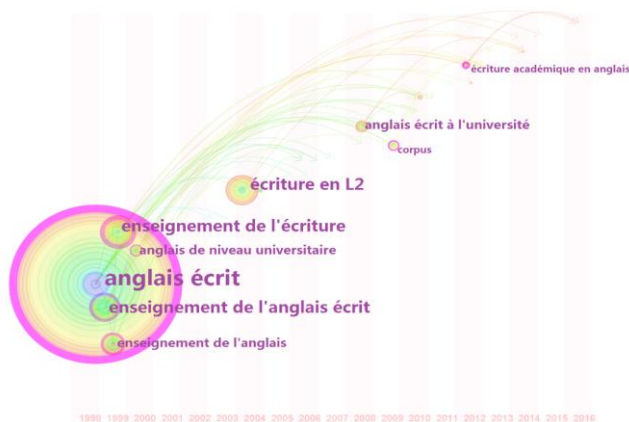 écriture académique en anglais
anglais écrit à l'université
corpus
écriture en L2
enseignement de l'écriture
anglais de niveau universitaire
anglais écrit
enseignement de l'anglais écrit
enseignement de l'anglais
1998 1999 2000 2001 2002 2003 2004 2005 2006 2007 2008 2009 2010 2011 2012 2013 2014 2015 2016